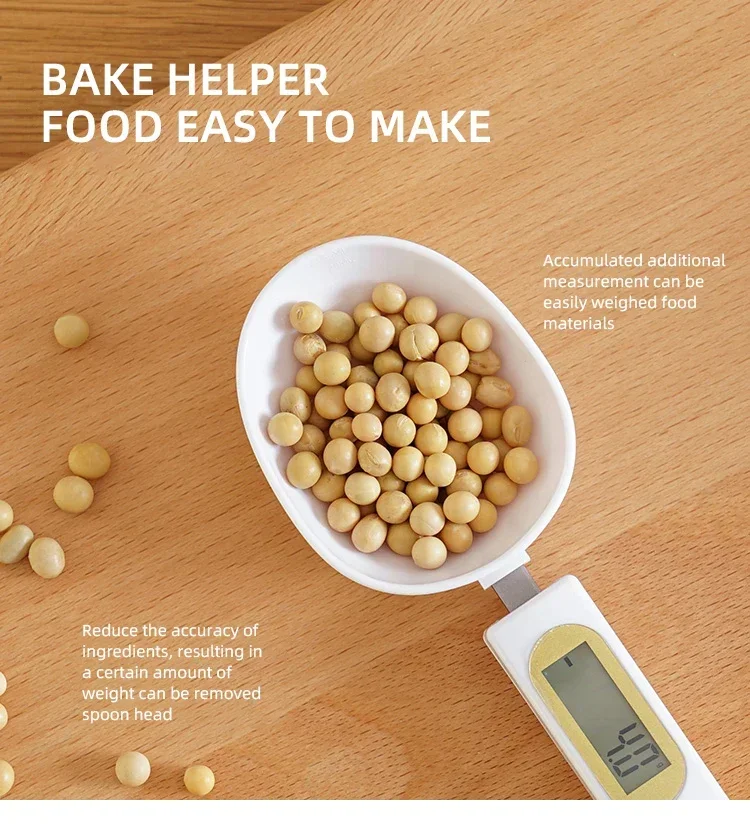 BAKE HELPER
FOOD EASY TO MAKE
Accumulated additional
measurement can be
easily weighed food
materials
Reduce the accuracy of
ingredients, resulting in
a certain amount of
weight can be removed
spoon head